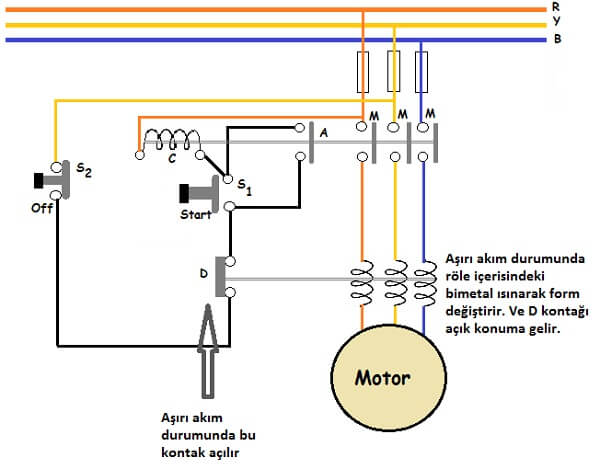 R
Y
B
A
M
M
M
C
S2
S1
Off
Start
D
Aşırı akım durumunda
röle içerisindeki
bimetal ısınarak form
değiştirir. Ve D kontağı
açık konuma gelir.
Motor
Aşırı akım
durumunda bu
kontak açılır